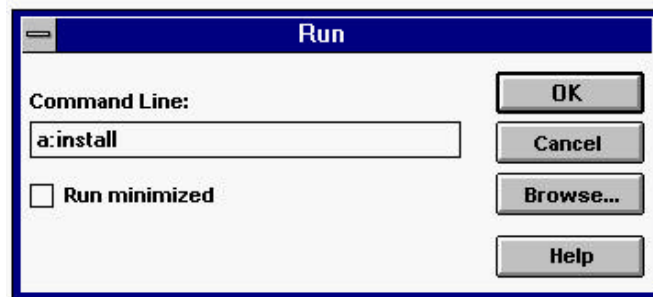 Run
Command Line:
a:install
Run minimized
OK
Cancel
Browse...
Help